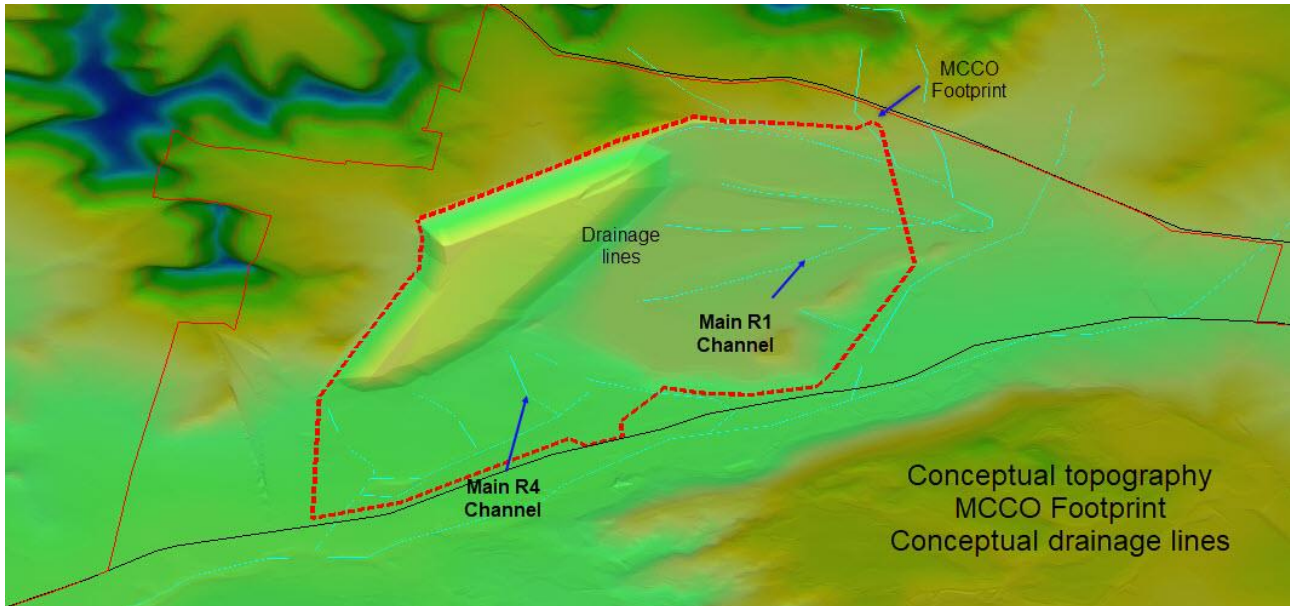 MCCO
Footprint
Drainage
lines
Main R1
Channel
Main R4
Channel
Conceptual topography
MCCO Footprint
Conceptual drainage lines